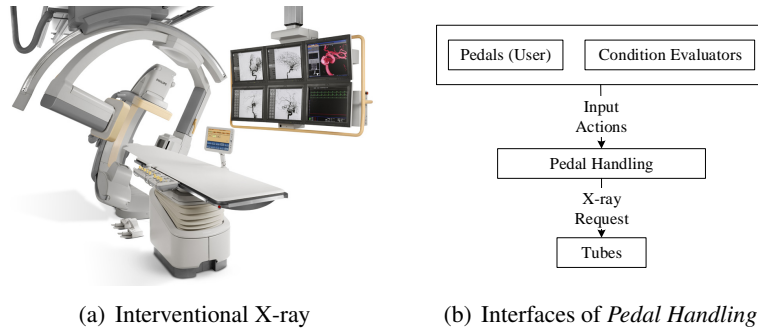 Pedals (User)
Condition Evaluators
Input
Actions
Pedal Handling
X-ray
Request
Tubes
(a) Interventional X-ray
(b) Interfaces of Pedal Handling